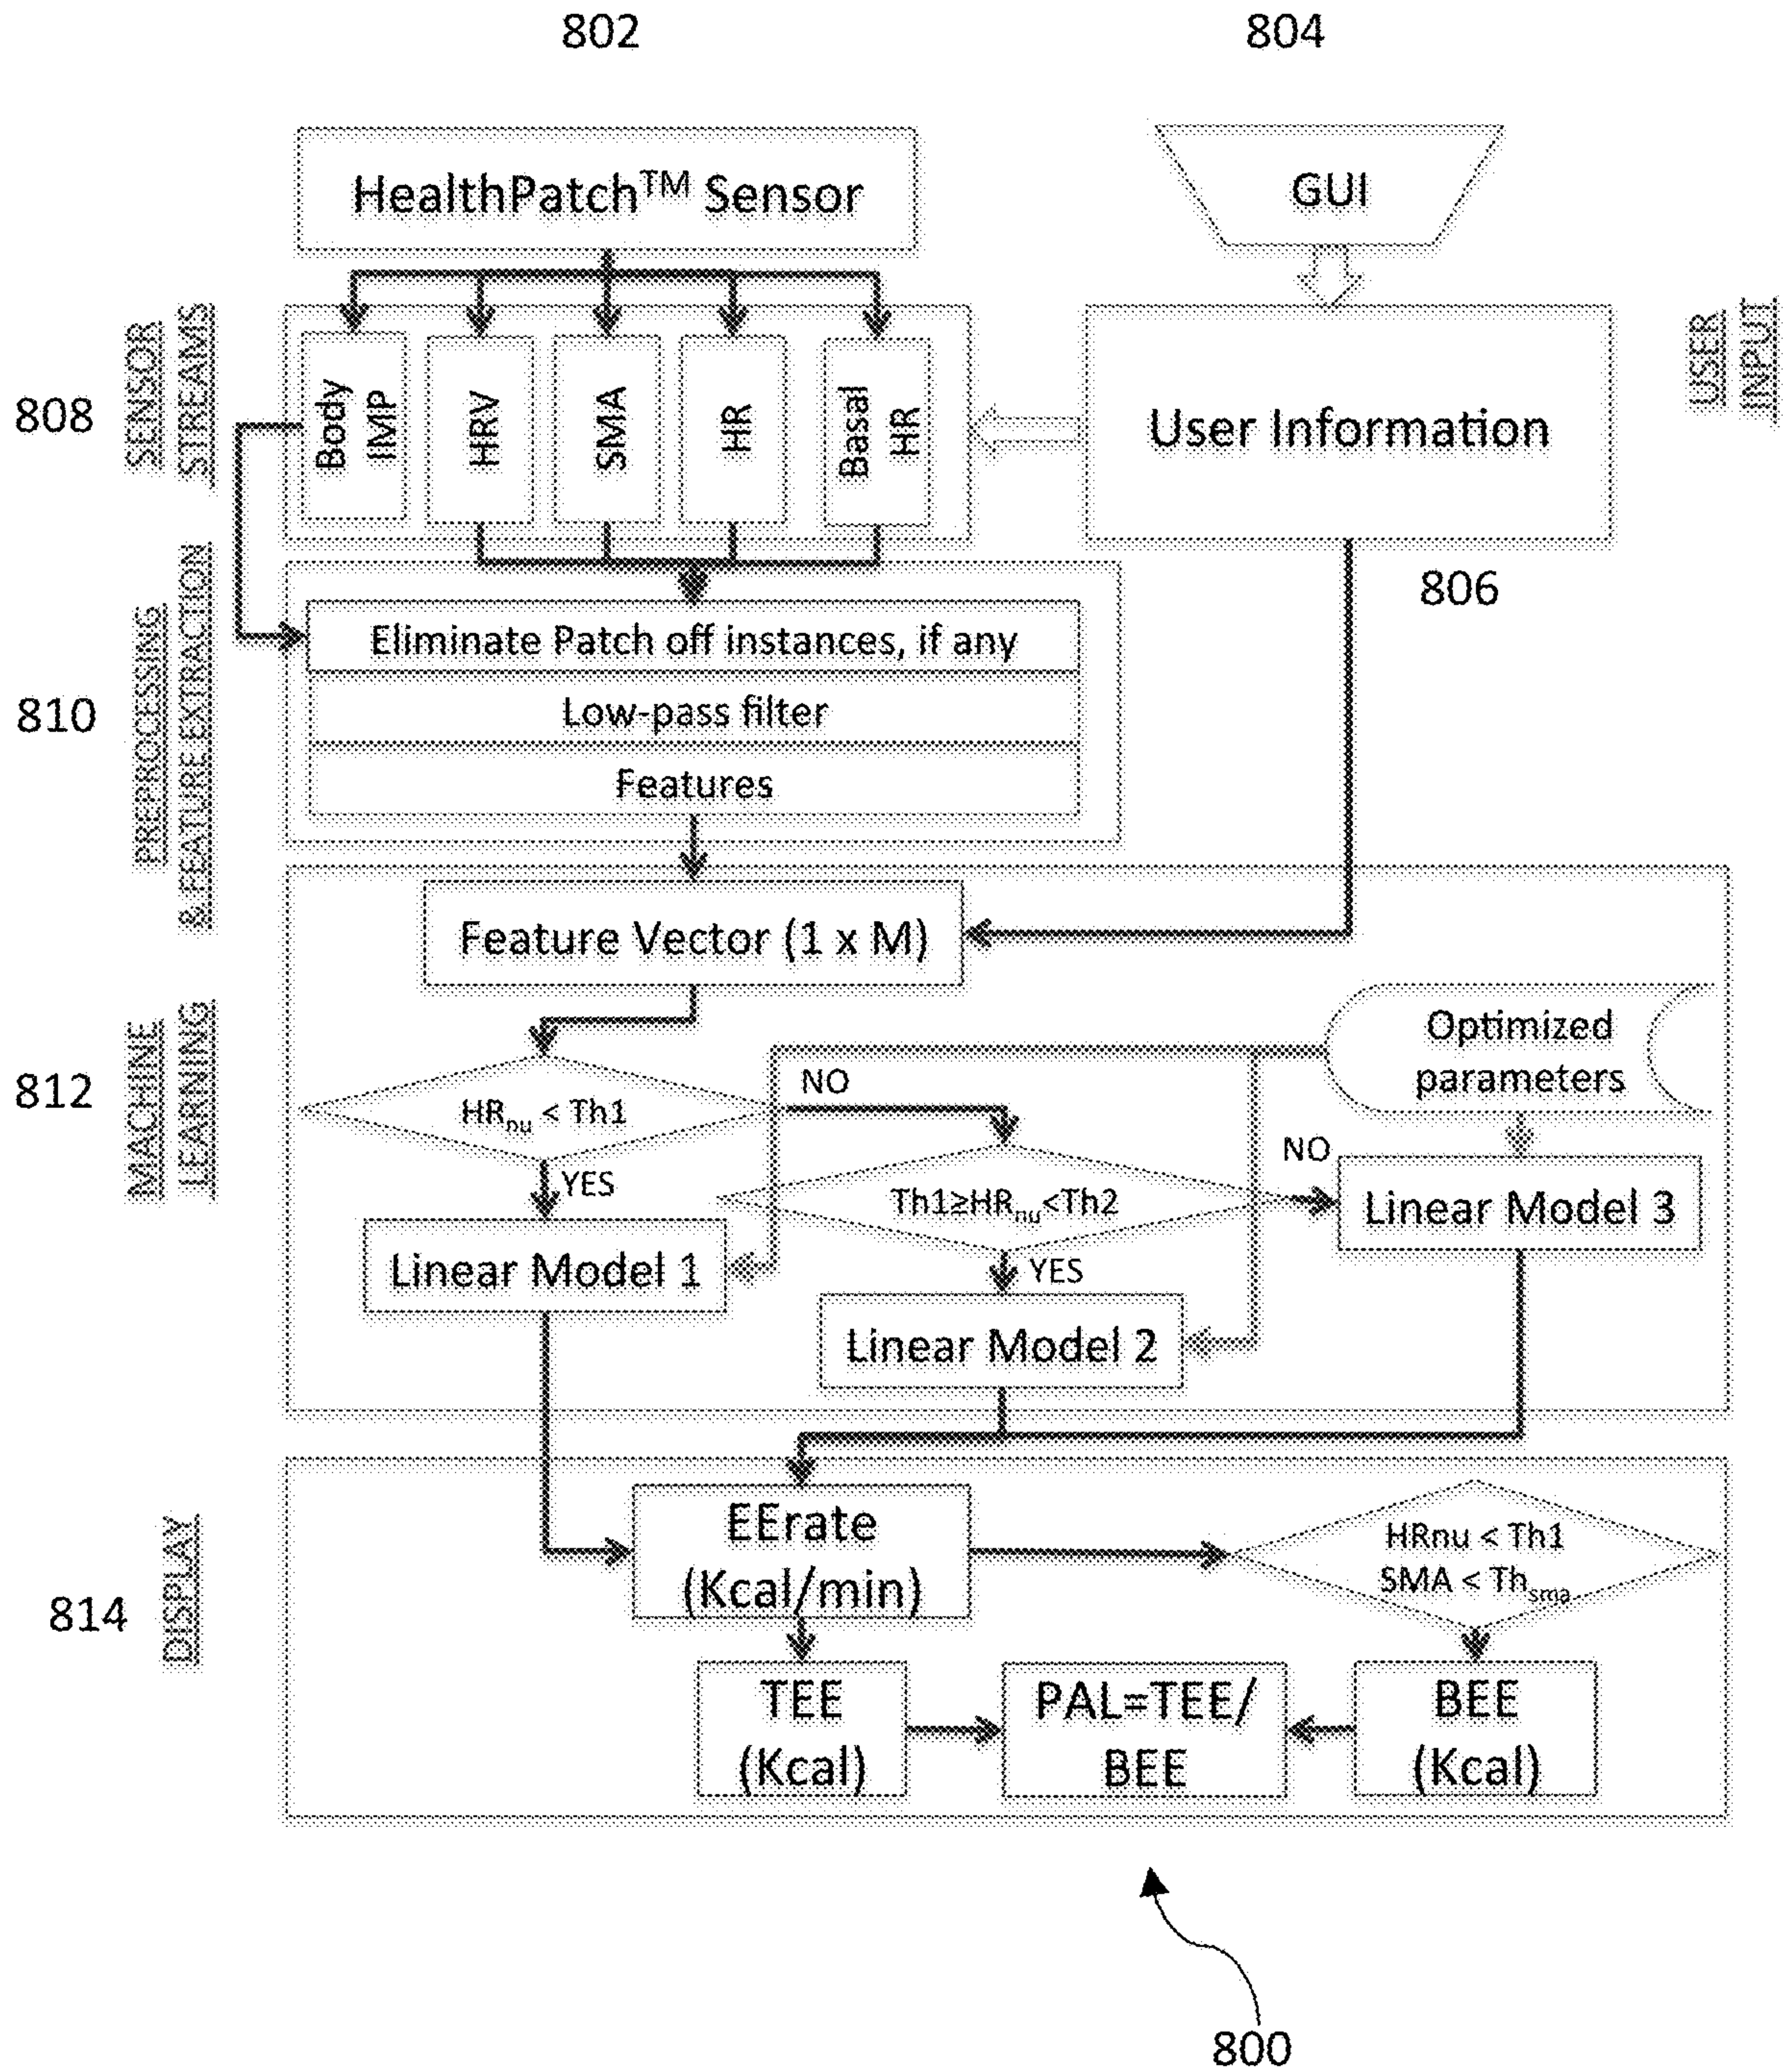 802
804
HealthPatch™ Sensor
GUI
808
SENSOR
STREAMS
Body
IMP
HRV
SMA
HR
Basal
HR
User Information
USER
INPUT
806
810
PREPROCESSING
& FEATURE EXTRACTION
Eliminate Patch off instances, if any
Low-pass filter
Features
Feature Vector (1 x M)
812
MACHINE
LEARNING
Optimized
parameters
HRnu < Th1
NO
YES
Th1≥HRnu<Th2
NO
YES
Linear Model 1
Linear Model 2
Linear Model 3
814
DISPLAY
EErate
(Kcal/min)
HRnu < Th1
SMA < Thsma
TEE
(Kcal)
PAL=TEE/
BEE
BEE
(Kcal)
800